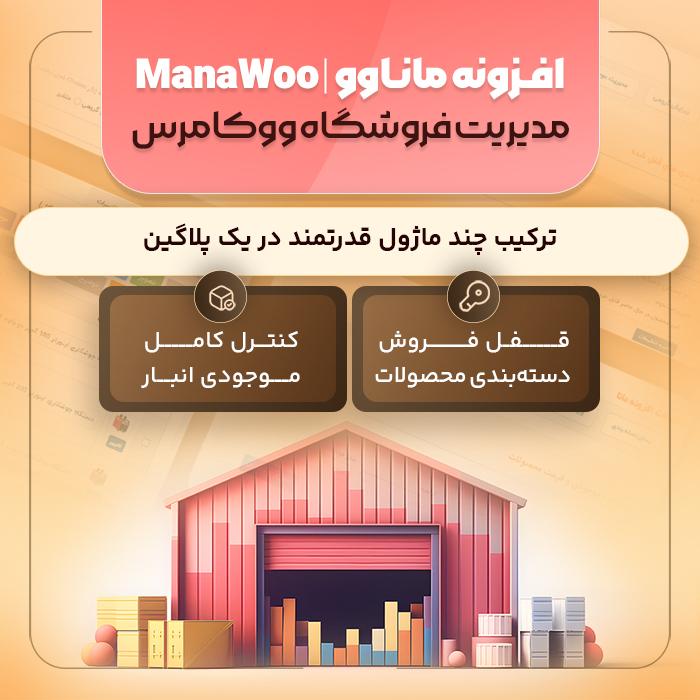 افزونه ماناوو | ManaWoo
مدیریت فروشگاه ووکامرس
ترکیب چند ماژول قدرتمند در یک پلاگین
قفل فروش
دسته‌بندی محصولات
کنترل کامل
موجودی انبار